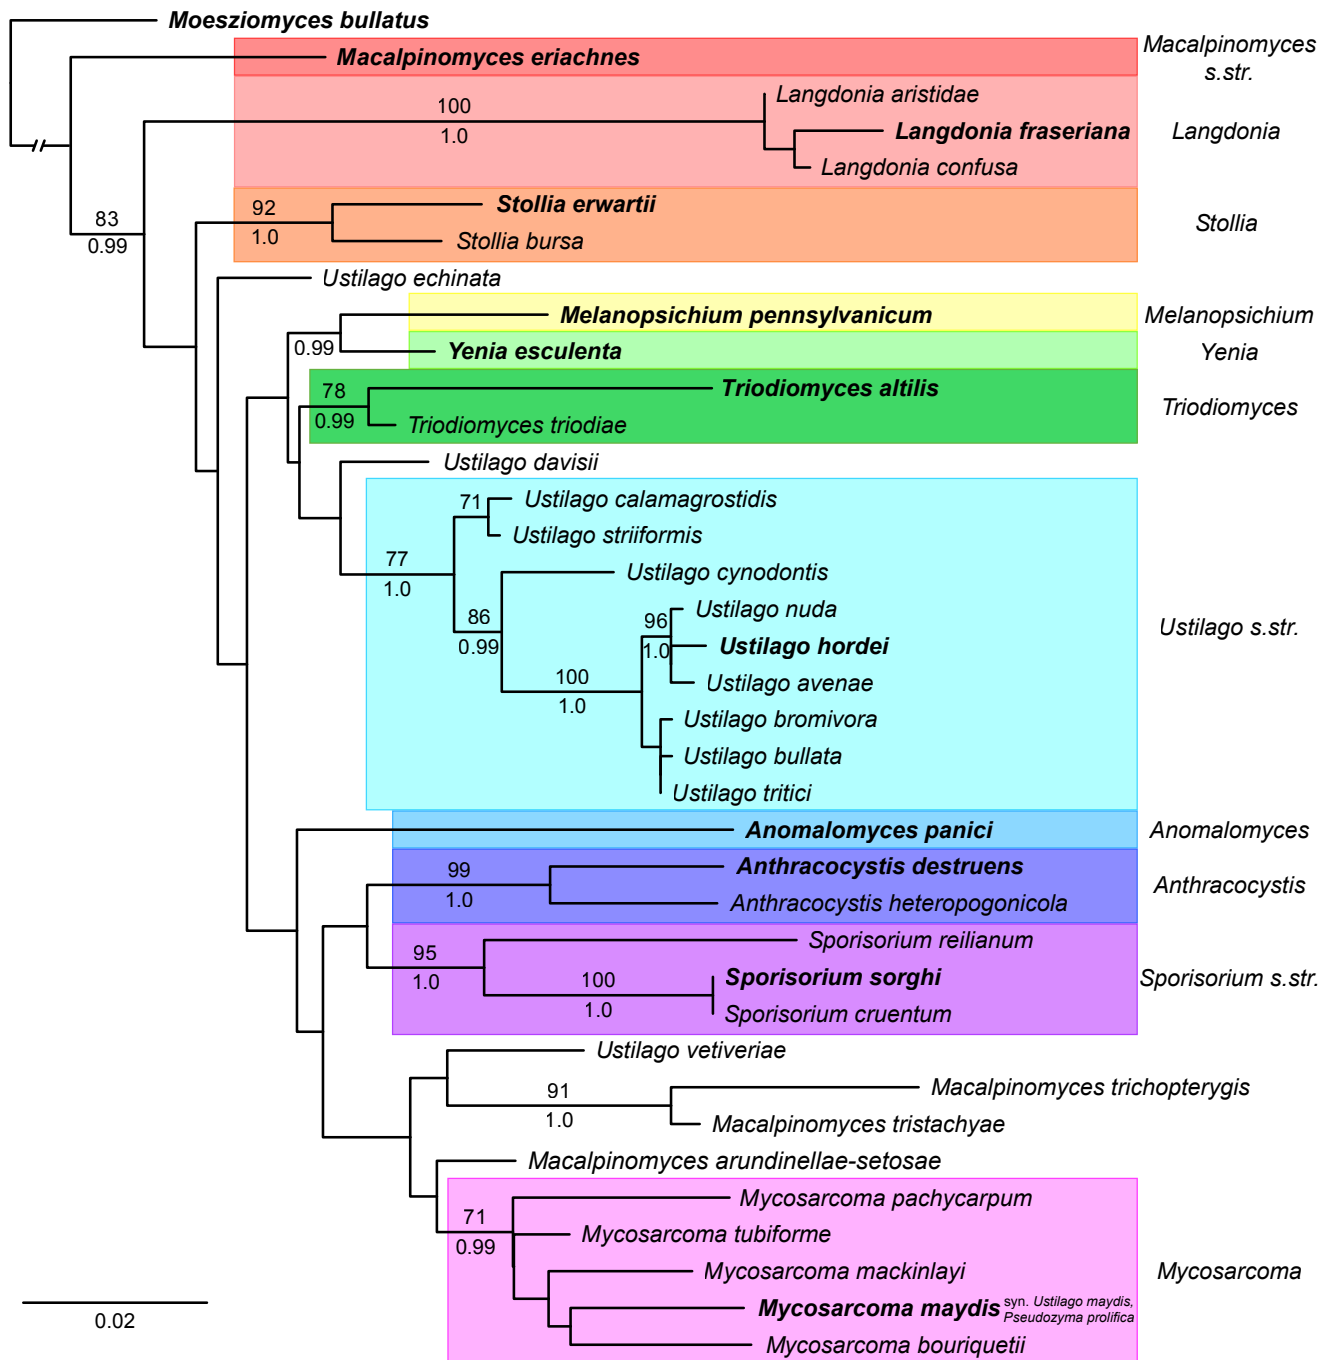 Moesziomyces bullatus
Macalpinomyces eriachnes
Macalpinomyces
s.str.
Langdonia aristidae
100
1.0
Langdonia fraseriana
Langdonia
Langdonia confusa
83
0.99
92
1.0
Stollia erwartii
Stollia
Stollia bursa
Ustilago echinata
Melanopsichium pennsylvanicum
Melanopsichium
0.99
Yenia esculenta
Yenia
78
0.99
Triodiomyces altilis
Triodiomyces
Triodiomyces triodiae
Ustilago davisii
71
Ustilago calamagrostidis
Ustilago striiformis
77
1.0
Ustilago cynodontis
86
0.99
Ustilago nuda
96
1.0
Ustilago hordei
Ustilago s.str.
100
1.0
Ustilago avenae
Ustilago bromivora
Ustilago bullata
Ustilago tritici
Anomalomyces panici
Anomalomyces
99
1.0
Anthracocystis destruens
Anthracocystis
Anthracocystis heteropogonicola
Sporisorium reilianum
95
1.0
100
1.0
Sporisorium sorghi
Sporisorium s.str.
Sporisorium cruentum
Ustilago vetiveriae
91
1.0
Macalpinomyces trichopterygis
Macalpinomyces tristachyae
Macalpinomyces arundinellae-setosae
71
0.99
Mycosarcoma pachycarpum
Mycosarcoma tubiforme
Mycosarcoma mackinlayi
Mycosarcoma
Mycosarcoma maydis syn. Ustilago maydis,
Pseudozyma prolifica
Mycosarcoma bouriquetii
0.02